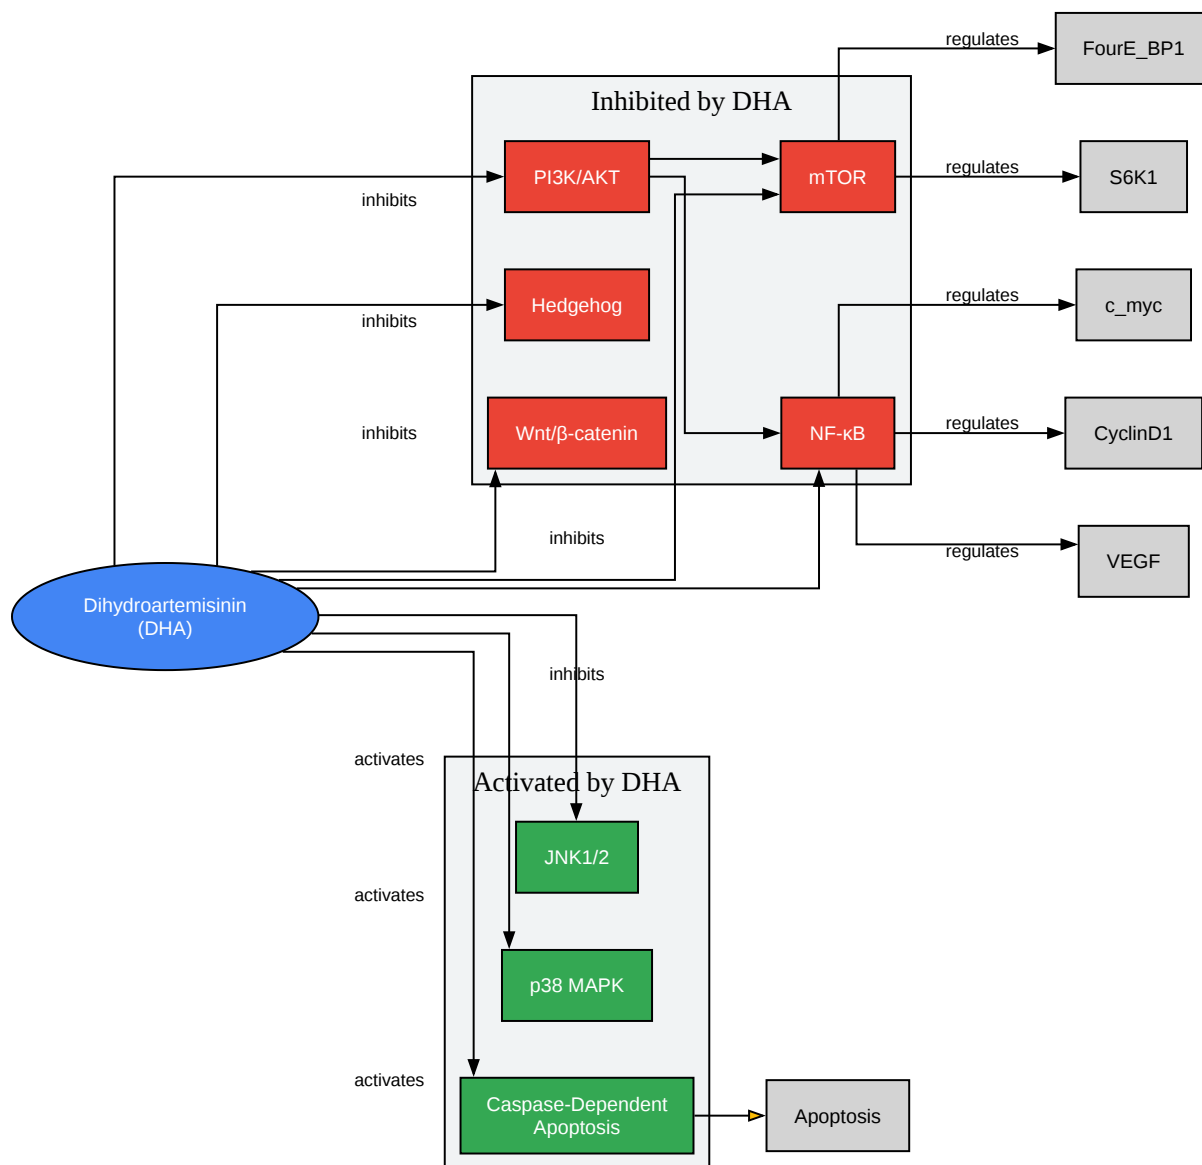 regulates
FourE_BP1
Inhibited by DHA
PI3K/AKT
mTOR
regulates
S6K1
inhibits
Hedgehog
regulates
c_myc
inhibits
inhibits
Wnt/β-catenin
NF-κB
regulates
CyclinD1
inhibits
regulates
VEGF
Dihydroartemisinin
(DHA)
inhibits
activates
Activated by DHA
JNK1/2
activates
p38 MAPK
activates
Caspase-Dependent
Apoptosis
Apoptosis